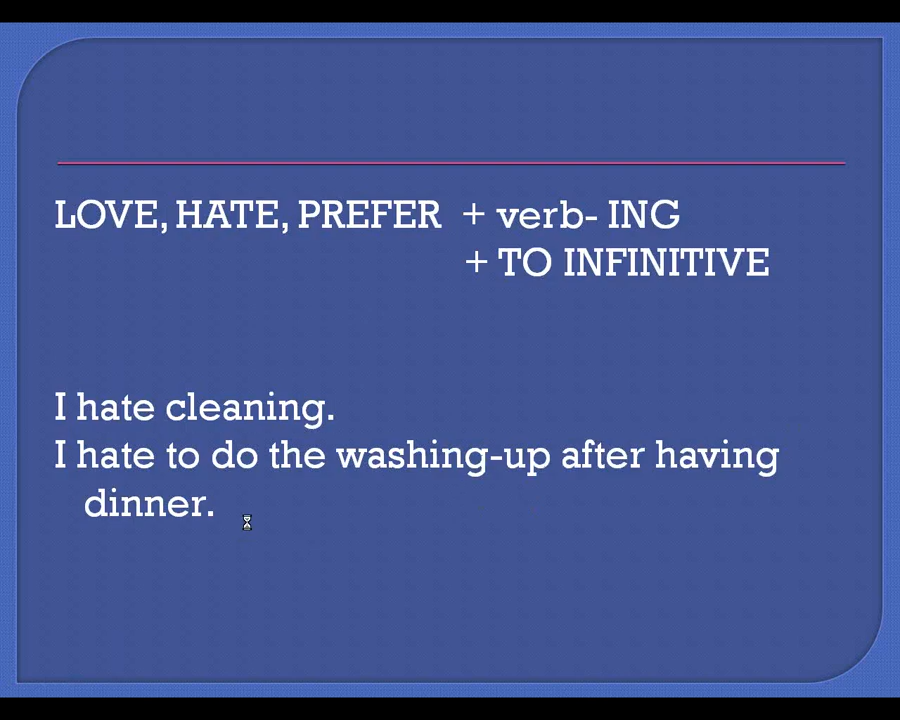 LOVE, HATE, PREFER + verb- ING
+ TO INFINITIVE
I hate cleaning.
I hate to do the washing-up after having
dinner.